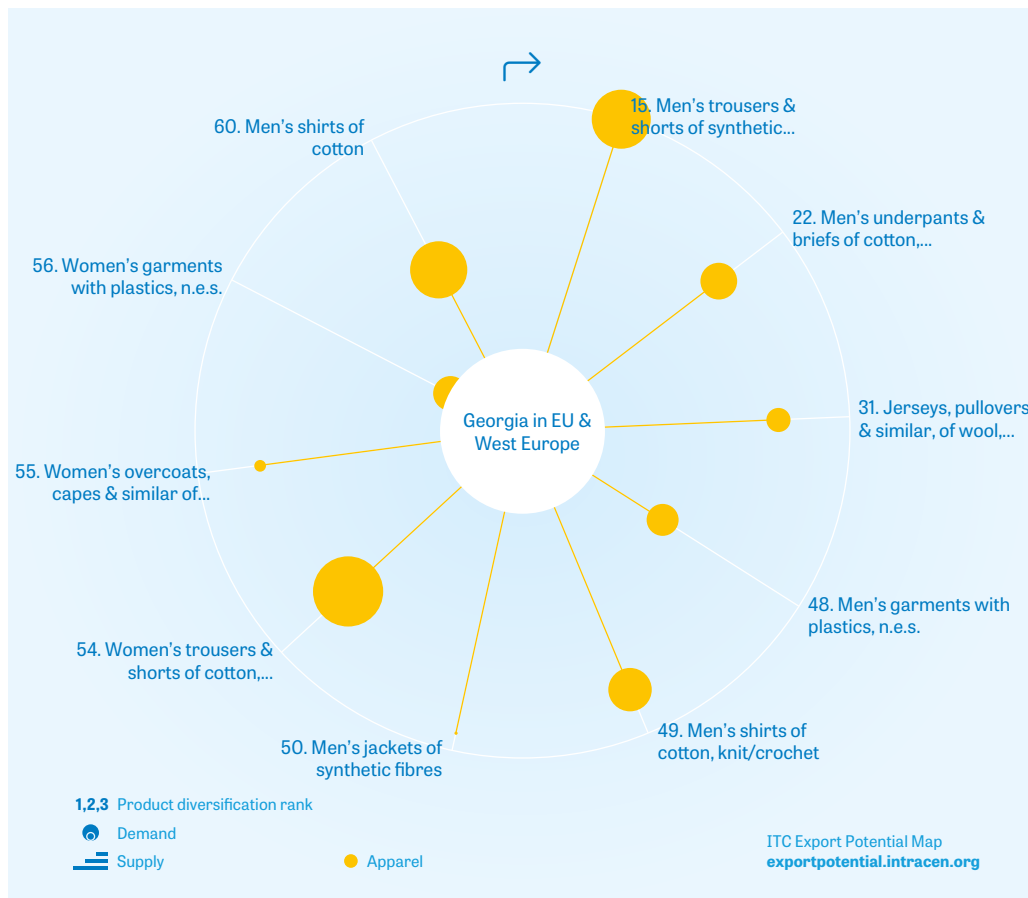 15. Men's trousers &
shorts of synthetic...
22. Men's underpants &
briefs of cotton,...
31. Jerseys, pullovers
& similar, of wool,...
48. Men's garments with
plastics, n.e.s.
49. Men's shirts of
cotton, knit/crochet
50. Men's jackets of
synthetic fibres
54. Women's trousers &
shorts of cotton,...
55. Women's overcoats,
capes & similar of...
56. Women's garments
with plastics, n.e.s.
60. Men's shirts of
cotton
Georgia in EU &
West Europe
1,2,3 Product diversification rank
Demand
Supply
Apparel
ITC Export Potential Map
exportpotential.intracen.org